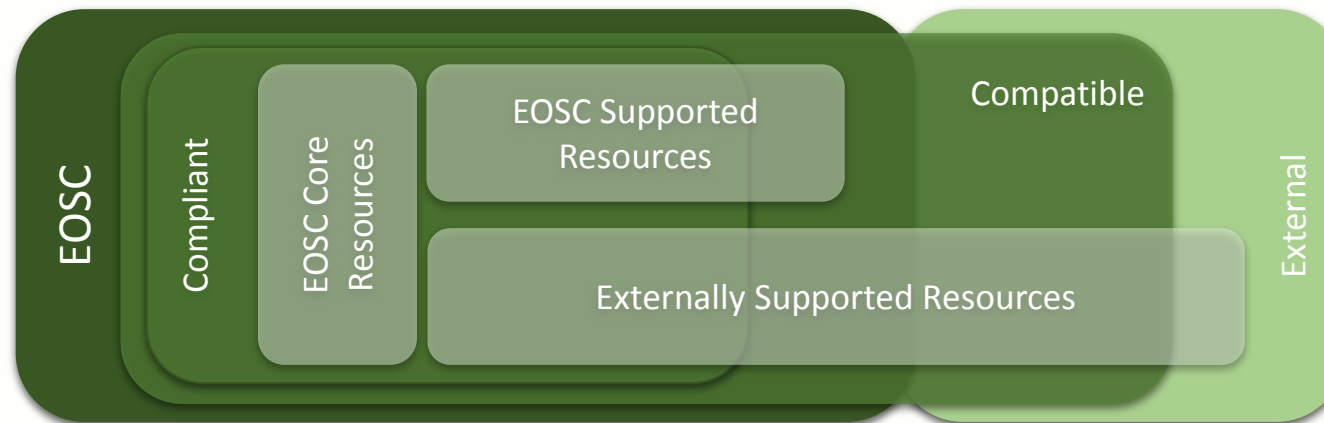 EOSC
Compliant
EOSC Core
Resources
EOSC Supported
Resources
Externally Supported Resources
Compatible
External